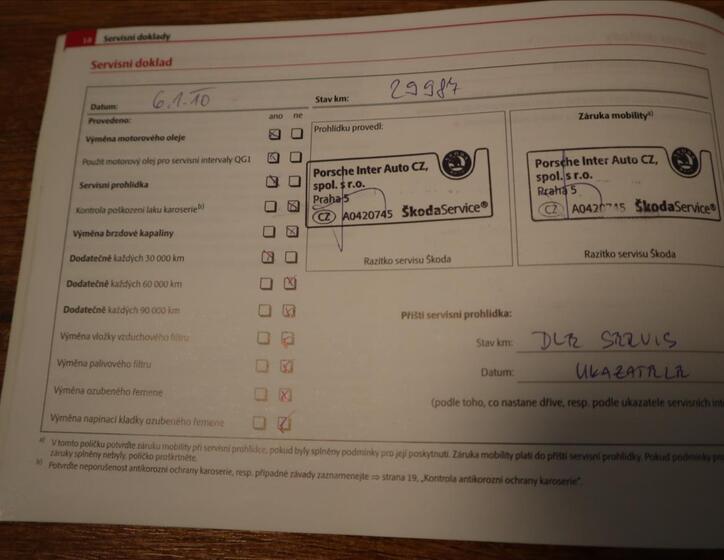 18 Servisní doklady
Servisní doklad
Datum: 6.1.10 Stav km: 29987
Provedeno: ano ne
Výměna motorového oleje
Použit motorový olej pro servisní intervaly QG1
Servisní prohlídka
Kontrola poškození laku karoserie b)
Výměna brzdové kapaliny
Dodatečně každých 30 000 km
Dodatečně každých 60 000 km
Dodatečně každých 90 000 km
Výměna vložky vzduchového filtru
Výměna palivového filtru
Výměna ozubeného řemene
Výměna napínací kladky ozubeného řemene
Prohlídku provedl:
Porsche Inter Auto CZ,
spol. s r.o.
Praha 5
CZ A0420745 ŠkodaService®
Razítko servisu Škoda
Záruka mobility a)
Porsche Inter Auto CZ,
spol. s r.o.
Praha 5
CZ A0420745 ŠkodaService®
Razítko servisu Škoda
Příští servisní prohlídka:
Stav km: DLE SERVIS
Datum: UKAZATELE
(podle toho, co nastane dříve, resp. podle ukazatele servisních
a) V tomto políčku potvrďte záruku mobility při servisní prohlídce, pokud byly splněny podmínky pro její poskytnutí. Záruka mobility platí do příští servisní prohlídky. Pokud podmínky
záruky splněny nebyly, políčko proškrtněte.
b) Potvrďte neporušenost antikorozní ochrany karoserie, resp. případné závady zaznamenejte ⇒ strana 19, „Kontrola antikorozní ochrany karoserie“.